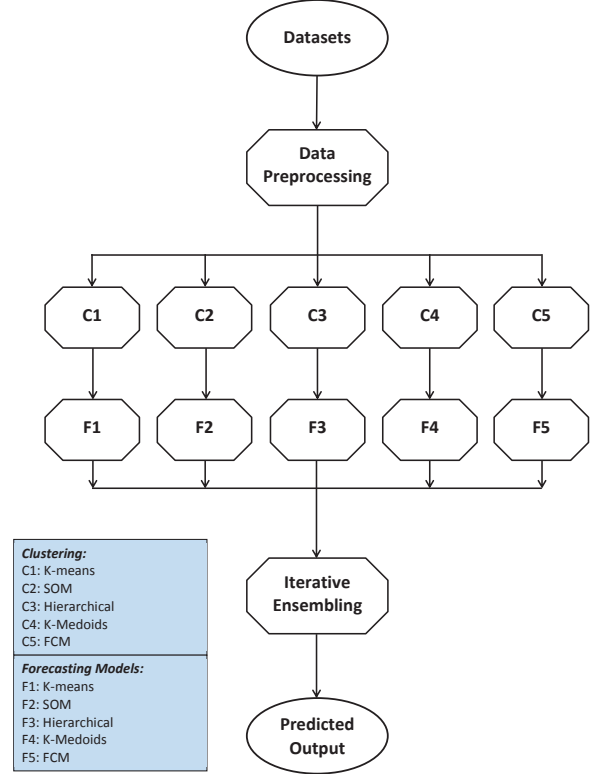 Datasets
Data
Preprocessing
C1 C2 C3 C4 C5
F1 F2 F3 F4 F5
Iterative
Ensembling
Predicted
Output
Clustering:
C1: K-means
C2: SOM
C3: Hierarchical
C4: K-Medoids
C5: FCM
Forecasting Models:
F1: K-means
F2: SOM
F3: Hierarchical
F4: K-Medoids
F5: FCM